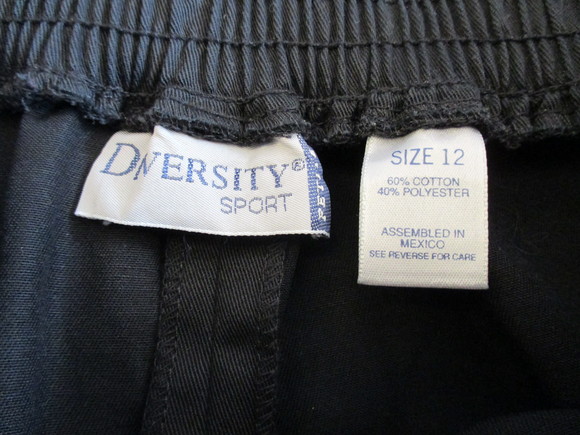 DIVERSITY®
SPORT
SIZE 12
60% COTTON
40% POLYESTER
ASSEMBLED IN
MEXICO
SEE REVERSE FOR CARE